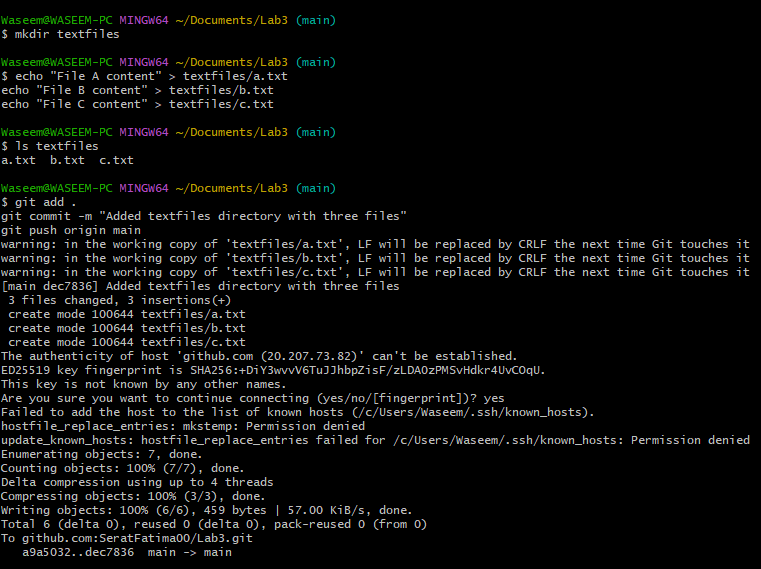 Waseem@WASEEM-PC MINGW64 ~/Documents/Lab3 (main)
$ mkdir textfiles
Waseem@WASEEM-PC MINGW64 ~/Documents/Lab3 (main)
$ echo "File A content" > textfiles/a.txt
echo "File B content" > textfiles/b.txt
echo "File C content" > textfiles/c.txt
Waseem@WASEEM-PC MINGW64 ~/Documents/Lab3 (main)
$ ls textfiles
a.txt  b.txt  c.txt
Waseem@WASEEM-PC MINGW64 ~/Documents/Lab3 (main)
$ git add .
git commit -m "Added textfiles directory with three files"
git push origin main
warning: in the working copy of 'textfiles/a.txt', LF will be replaced by CRLF the next time Git touches it
warning: in the working copy of 'textfiles/b.txt', LF will be replaced by CRLF the next time Git touches it
warning: in the working copy of 'textfiles/c.txt', LF will be replaced by CRLF the next time Git touches it
[main dec7836] Added textfiles directory with three files
 3 files changed, 3 insertions(+)
 create mode 100644 textfiles/a.txt
 create mode 100644 textfiles/b.txt
 create mode 100644 textfiles/c.txt
The authenticity of host 'github.com (20.207.73.82)' can't be established.
ED25519 key fingerprint is SHA256:+DiY3wvvV6TuJJhbpZisF/zLDA0zPMSvHdkr4UvCOqU.
This key is not known by any other names.
Are you sure you want to continue connecting (yes/no/[fingerprint])? yes
Failed to add the host to the list of known hosts (/c/Users/Waseem/.ssh/known_hosts).
hostfile_replace_entries: mkstemp: Permission denied
update_known_hosts: hostfile_replace_entries failed for /c/Users/Waseem/.ssh/known_hosts: Permission denied
Enumerating objects: 7, done.
Counting objects: 100% (7/7), done.
Delta compression using up to 4 threads
Compressing objects: 100% (3/3), done.
Writing objects: 100% (6/6), 459 bytes | 57.00 KiB/s, done.
Total 6 (delta 0), reused 0 (delta 0), pack-reused 0 (from 0)
To github.com:SeratFatima00/Lab3.git
   a9a5032..dec7836  main -> main